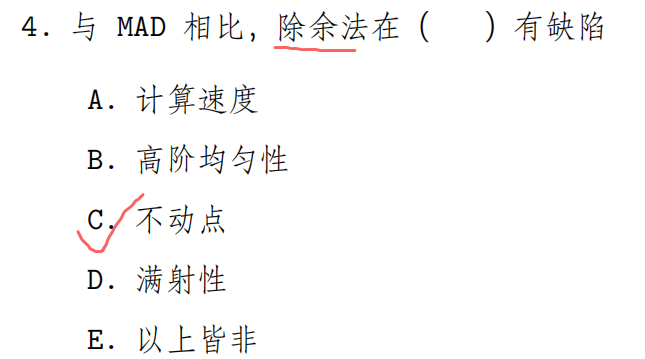 4. 与 MAD 相比, 除余法在 (    ) 有缺陷
A. 计算速度
B. 高阶均匀性
C. 不动点
D. 满射性
E. 以上皆非